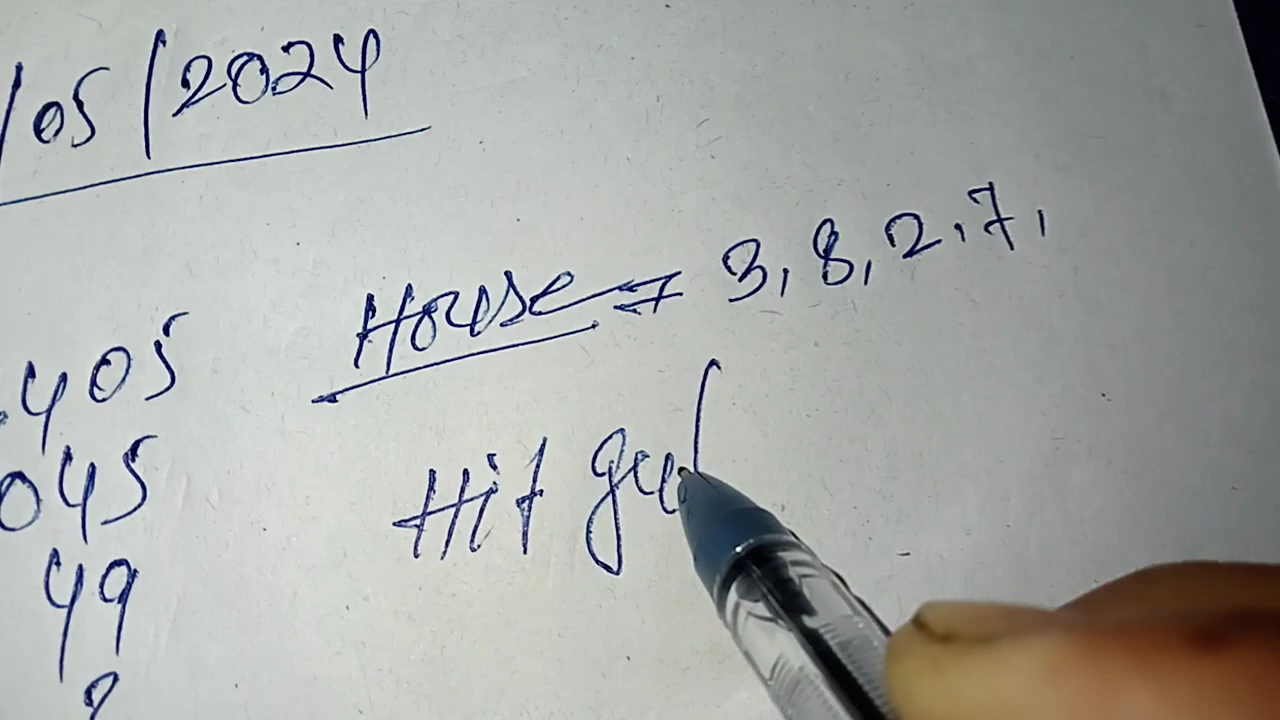 /05/2024
House = 3, 8, 2, 7,
405
Hit
045
49